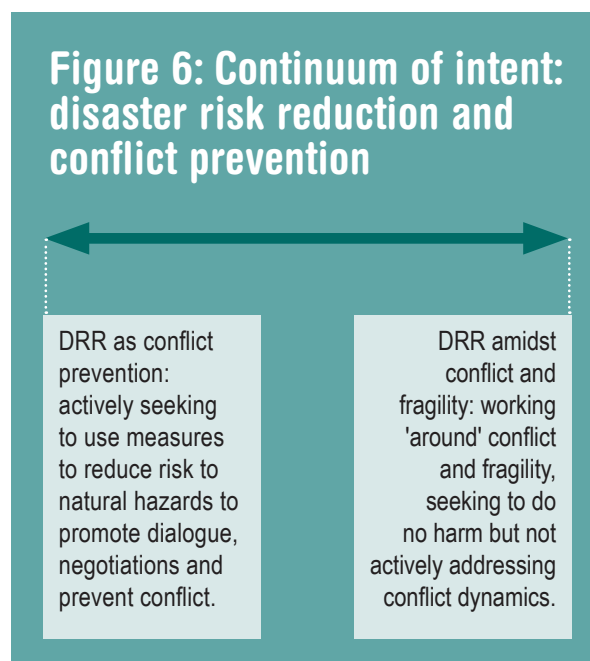 Figure 6: Continuum of intent:
disaster risk reduction and
conflict prevention
DRR as conflict
prevention:
actively seeking
to use measures
to reduce risk to
natural hazards to
promote dialogue,
negotiations and
prevent conflict.
DRR amidst
conflict and
fragility: working
'around' conflict
and fragility,
seeking to do
no harm but not
actively addressing
conflict dynamics.